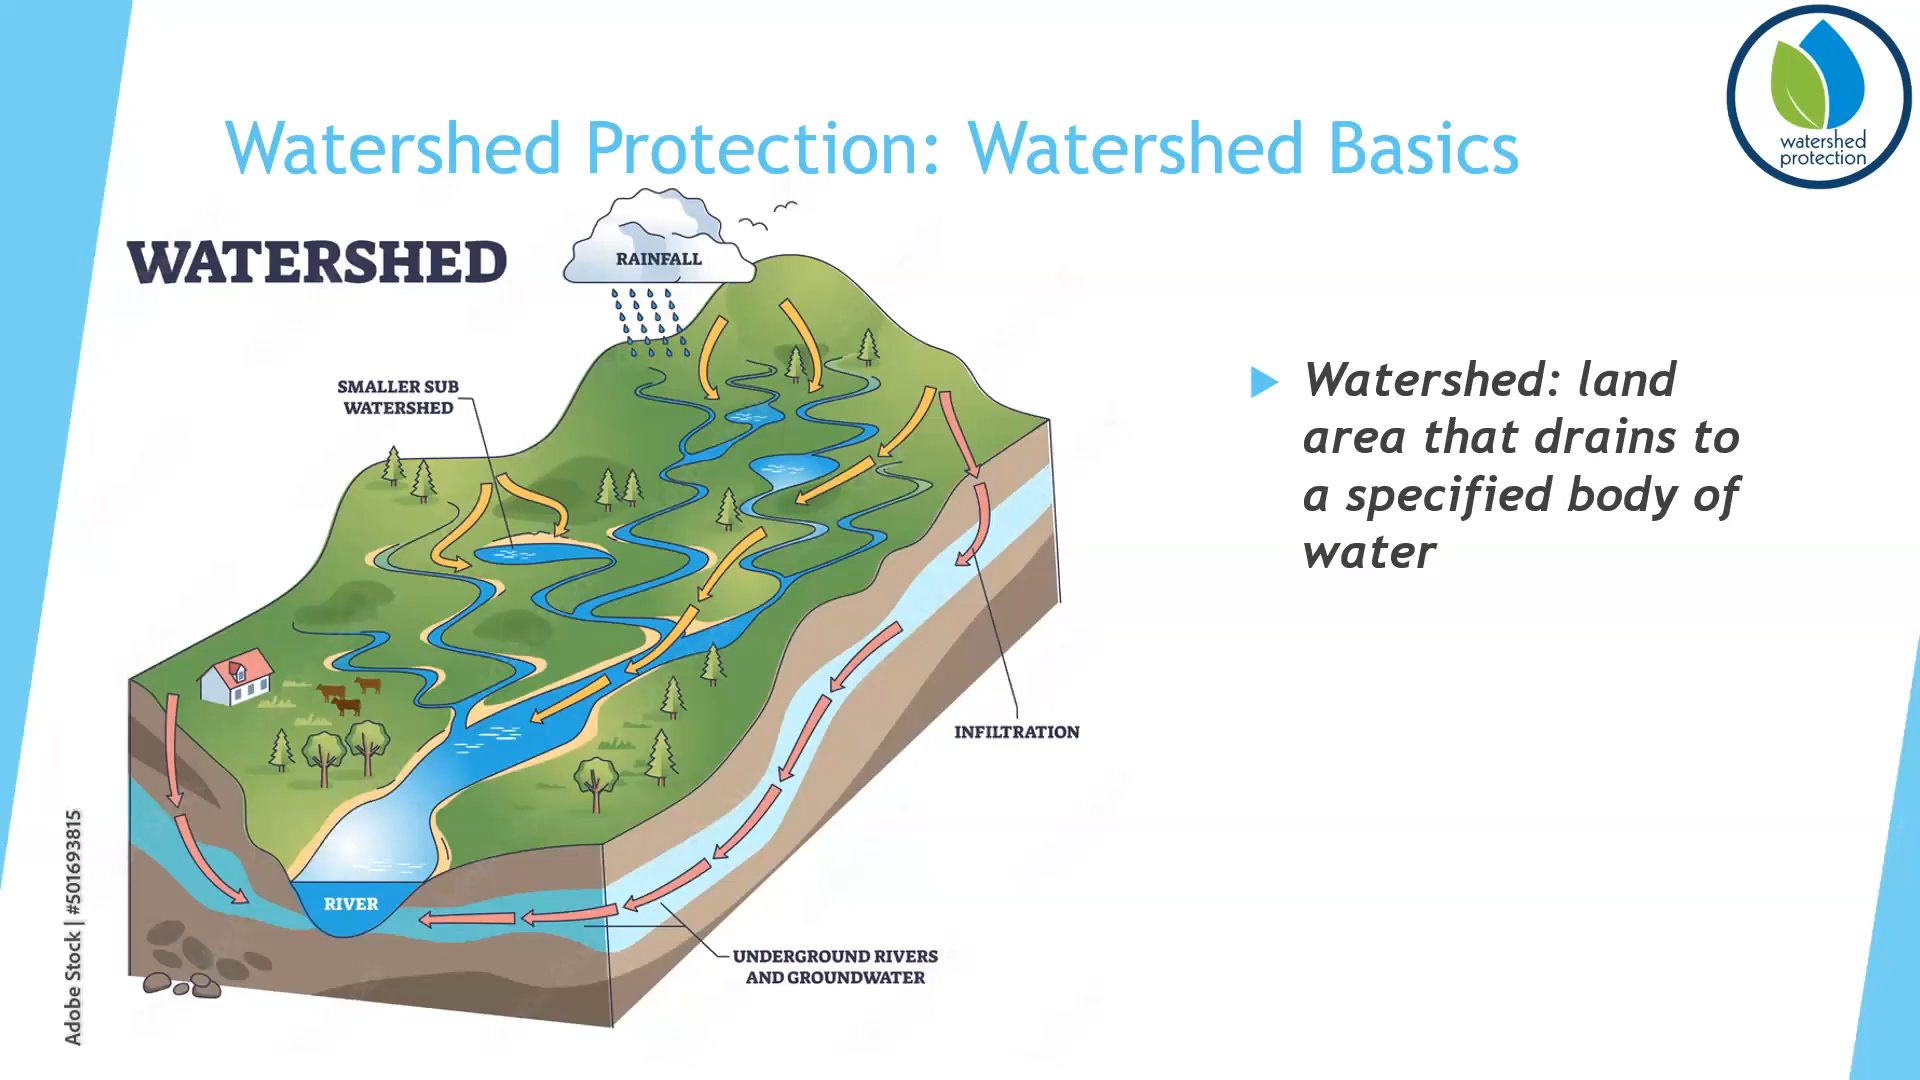 watershed
protection
Watershed Protection: Watershed Basics
WATERSHED
RAINFALL
SMALLER SUB
WATERSHED
Watershed: land
area that drains to
a specified body of
water
INFILTRATION
RIVER
UNDERGROUND RIVERS
AND GROUNDWATER
Adobe Stock | #501693815